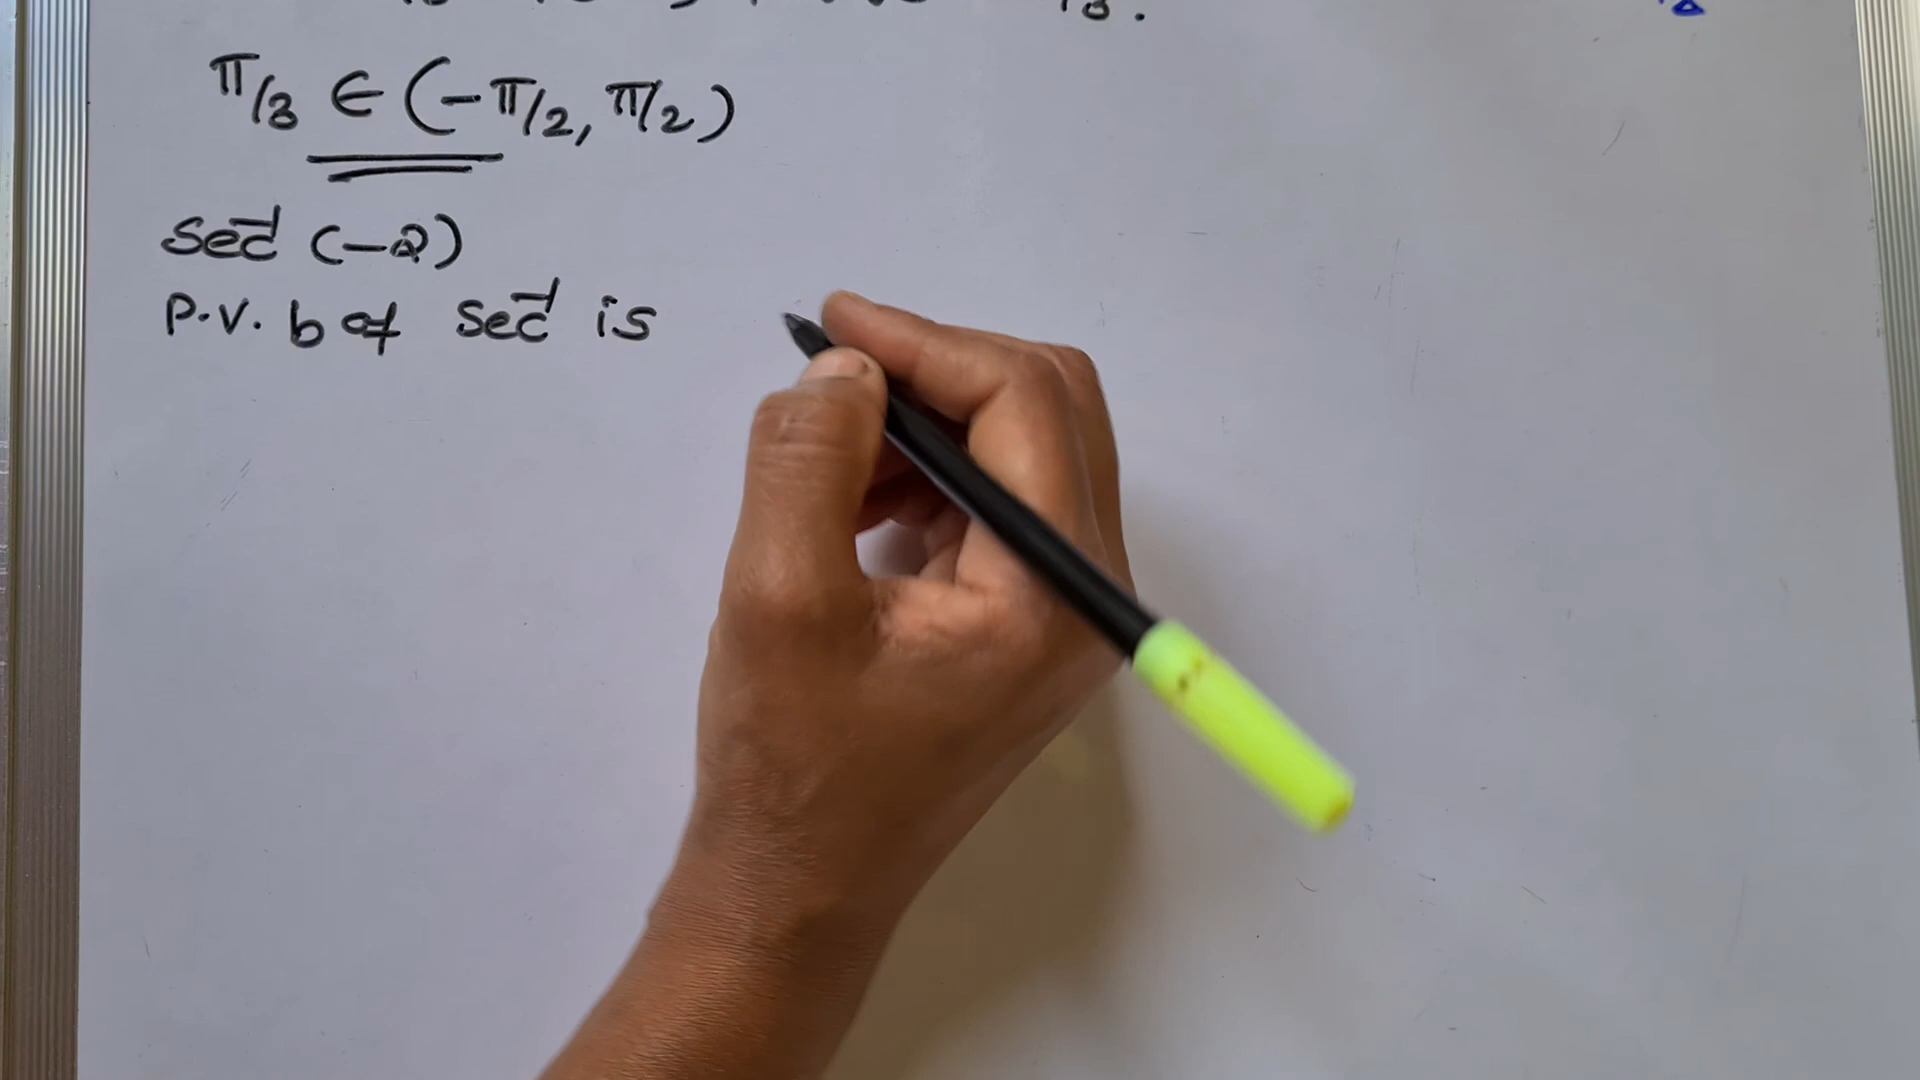 π/3 ∈ (-π/2, π/2)
sec⁻¹ (-2)
P.V. b of sec⁻¹ is